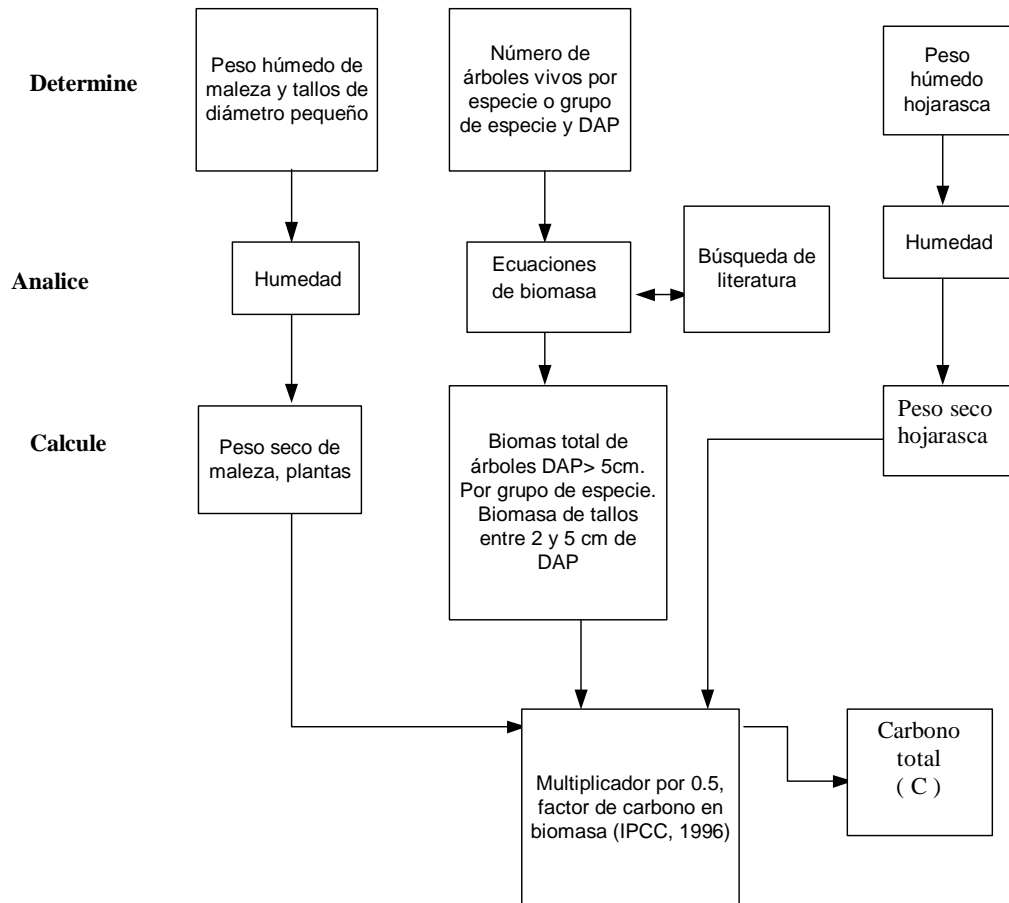 Determine
Peso húmedo de
maleza y tallos de
diámetro pequeño
Número de
árboles vivos por
especie o grupo
de especie y DAP
Peso
húmedo
hojarasca
Analice
Humedad
Ecuaciones
de biomasa
Búsqueda de
literatura
Humedad
Calcule
Peso seco de
maleza, plantas
Biomas total de
árboles DAP> 5cm.
Por grupo de especie.
Biomasa de tallos
entre 2 y 5 cm de
DAP
Peso seco
hojarasca
Multiplicador por 0.5,
factor de carbono en
biomasa (IPCC, 1996)
Carbono
total
( C )